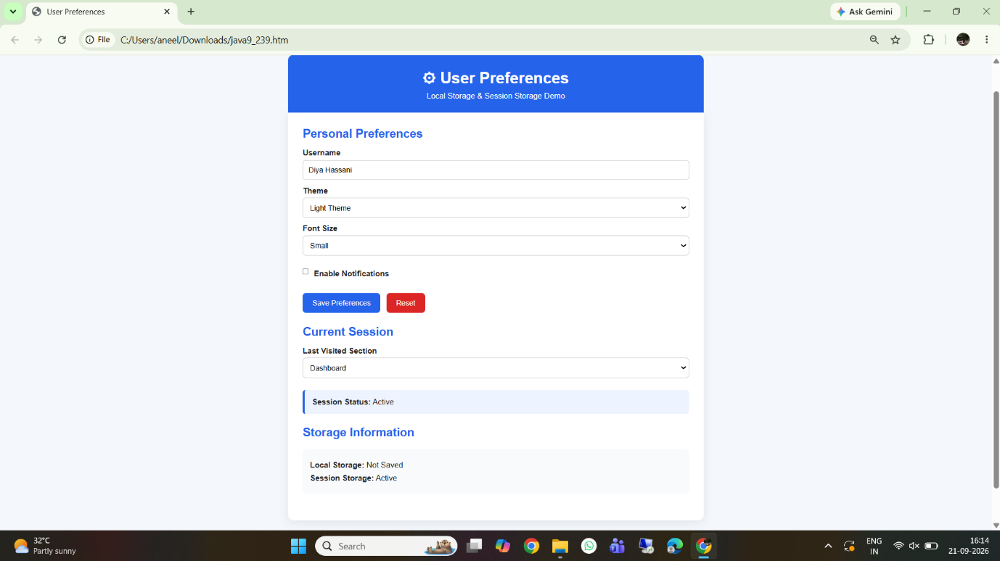 User Preferences
Ask Gemini
File
C:/Users/aneel/Downloads/java9_239.htm
⚙ User Preferences
Local Storage & Session Storage Demo
Personal Preferences
Username
Diya Hassani
Theme
Light Theme
Font Size
Small
Enable Notifications
Save Preferences Reset
Current Session
Last Visited Section
Dashboard
Session Status: Active
Storage Information
Local Storage: Not Saved
Session Storage: Active
32°C
Partly sunny
Search
ENG
IN
16:14
21-09-2026